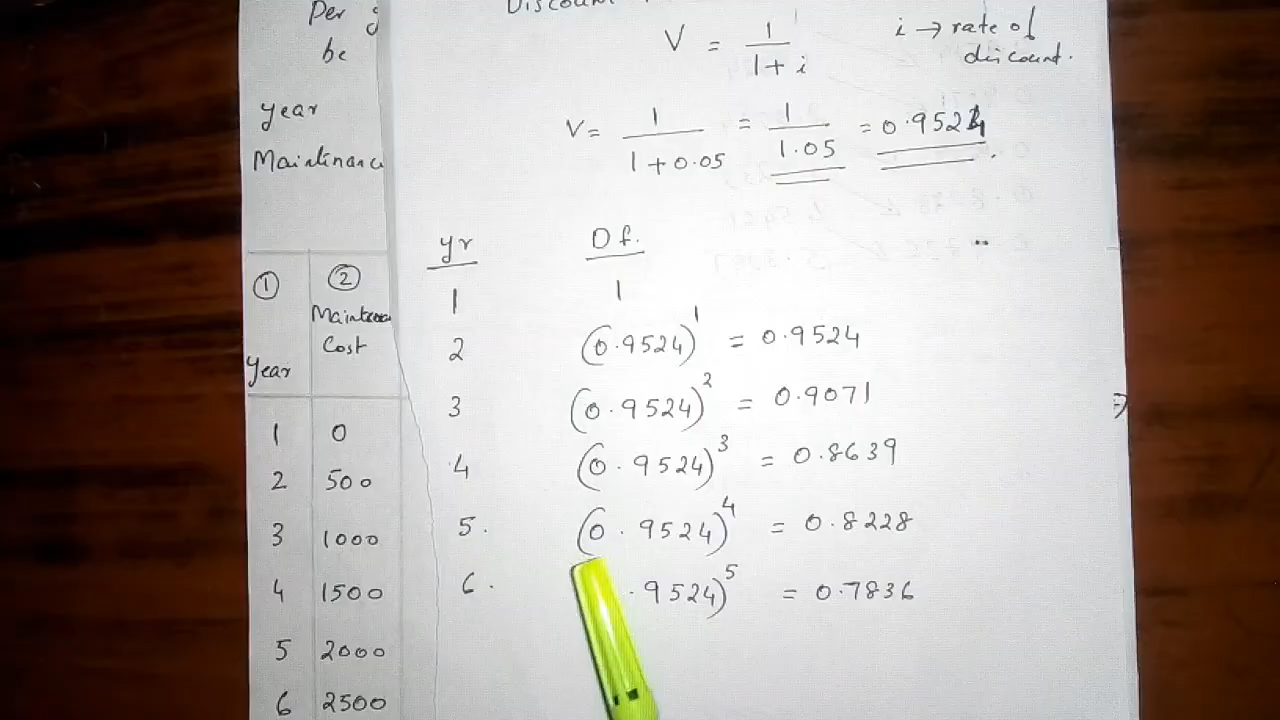 Per
be
year
Maintenanc
① ②
Year Maintenance Cost
1 0
2 500
3 1000
4 1500
5 2000
6 2500
Discount
V = 1/(1+i) i → rate of discount.
V = 1/(1+0.05) = 1/1.05 = 0.9524.
yr Df.
1 1
2 (0.9524)^1 = 0.9524
3 (0.9524)^2 = 0.9071
4 (0.9524)^3 = 0.8639
5. (0.9524)^4 = 0.8228
6. .9524)^5 = 0.7836